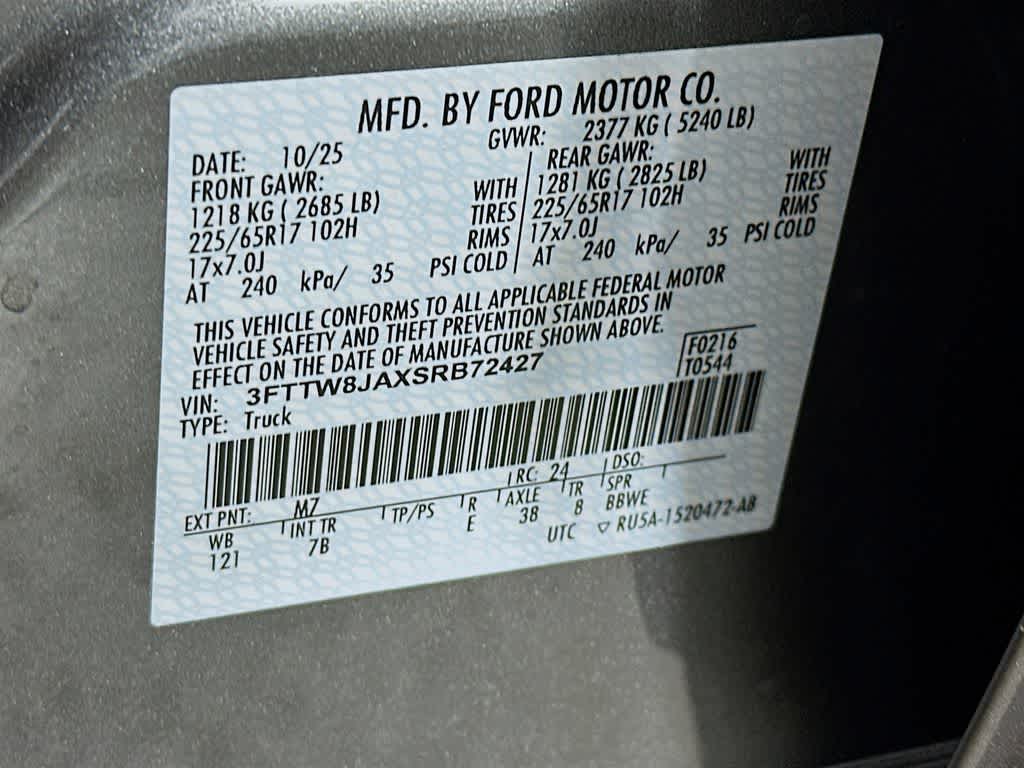 MFD. BY FORD MOTOR CO.
DATE: 10/25 GVWR: 2377 KG ( 5240 LB)
FRONT GAWR: REAR GAWR:
1218 KG ( 2685 LB) WITH 1281 KG ( 2825 LB) WITH
225/65R17 102H TIRES 225/65R17 102H TIRES
17x7.0J RIMS 17x7.0J RIMS
AT 240 kPa/ 35 PSI COLD AT 240 kPa/ 35 PSI COLD
THIS VEHICLE CONFORMS TO ALL APPLICABLE FEDERAL MOTOR
VEHICLE SAFETY AND THEFT PREVENTION STANDARDS IN
EFFECT ON THE DATE OF MANUFACTURE SHOWN ABOVE.
VIN: 3FTTW8JAXSRB72427 F0216
TYPE: Truck T0544
EXT PNT: M7 RC: 24 DSO:
WB INT TR TP/PS R AXLE TR SPR
121 7B E 38 8 BBWE
UTC ▽ RU5A-1520472-AB